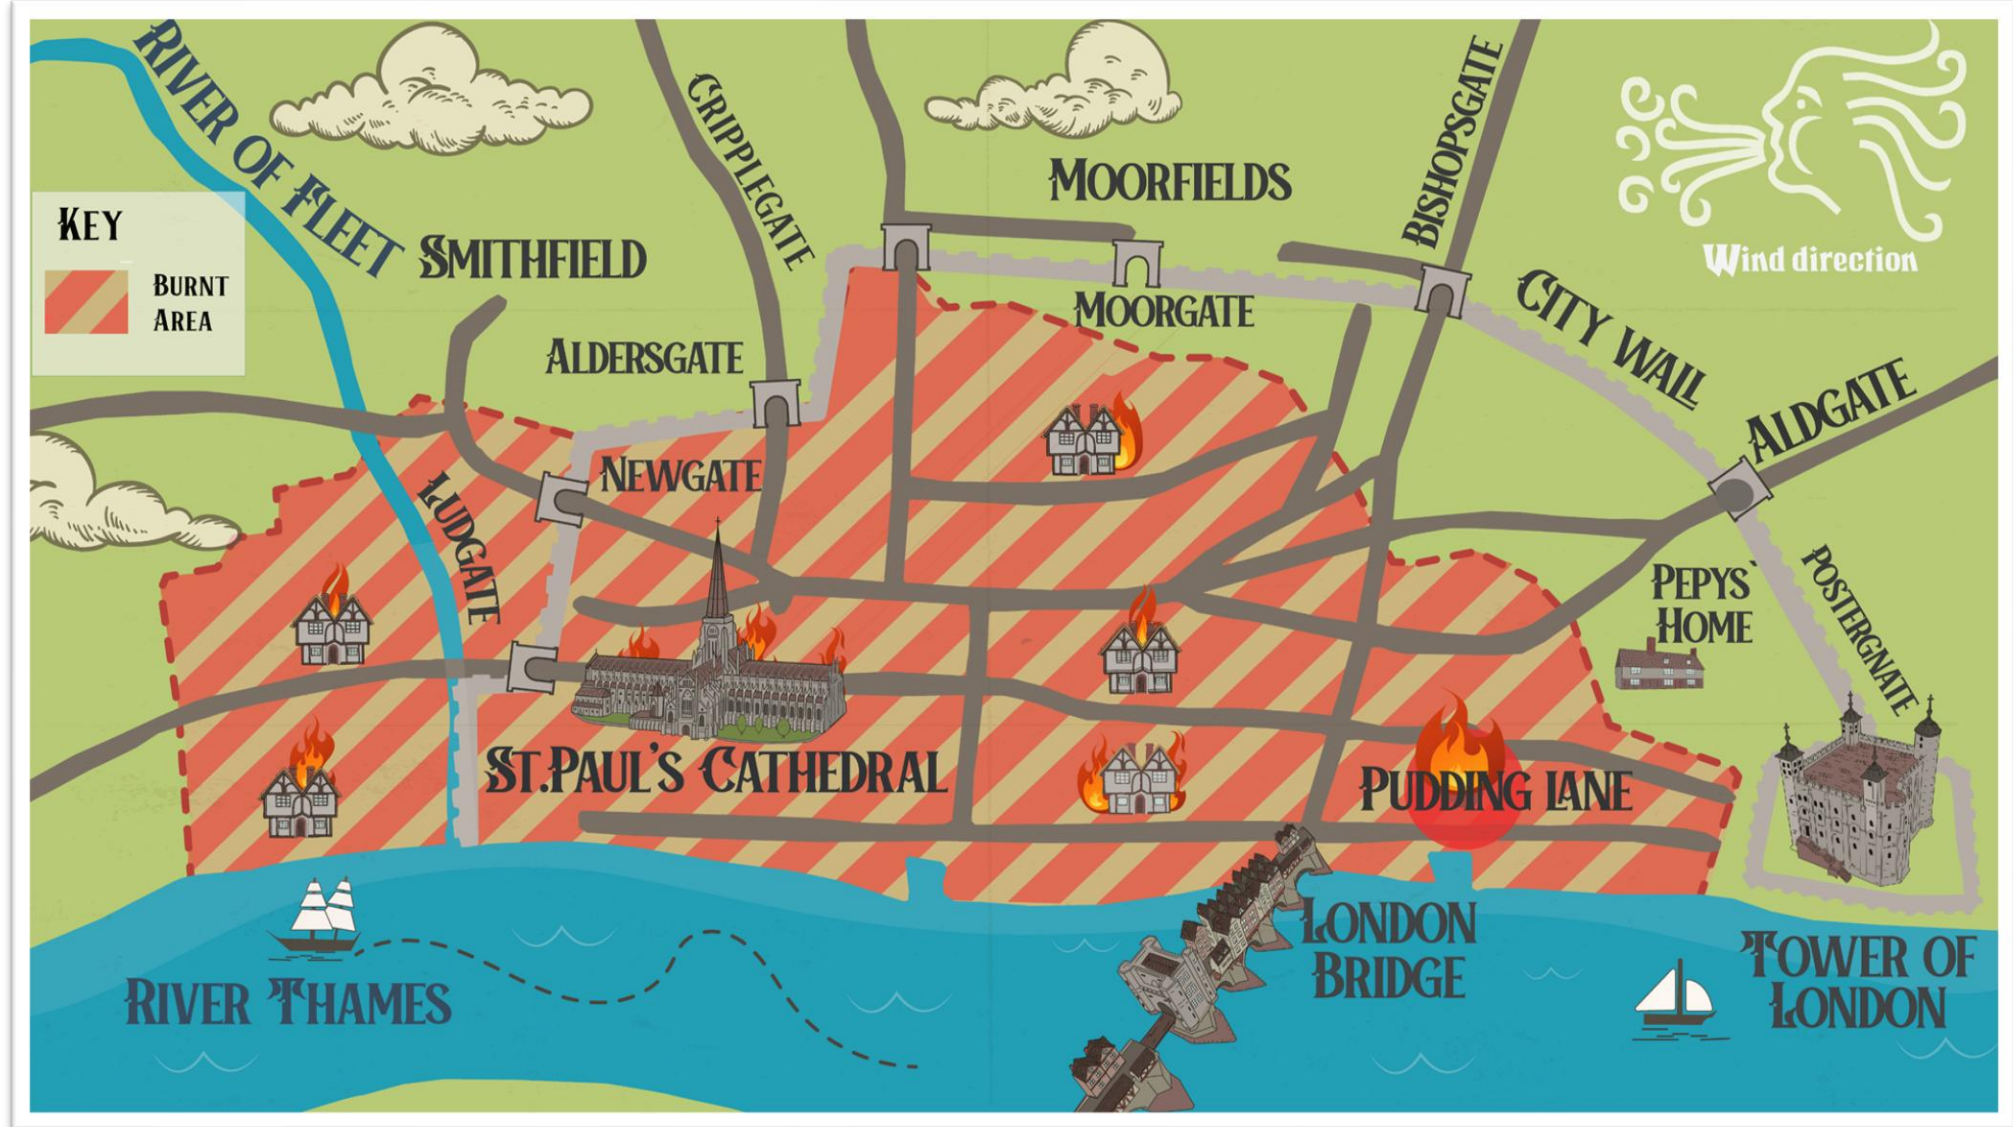 RIVER OF FLEET
CRIPPLEGATE
BISHOPSGATE
MOORFIELDS
Wind direction
KEY
BURNT
AREA
SMITHFIELD
MOORGATE
CITY WALL
ALDERSGATE
ALDGATE
NEWGATE
LUDGATE
PEPYS`
HOME
POSTERGNATE
ST.PAUL'S CATHEDRAL
PUDDING LANE
LONDON
BRIDGE
TOWER OF
LONDON
RIVER THAMES